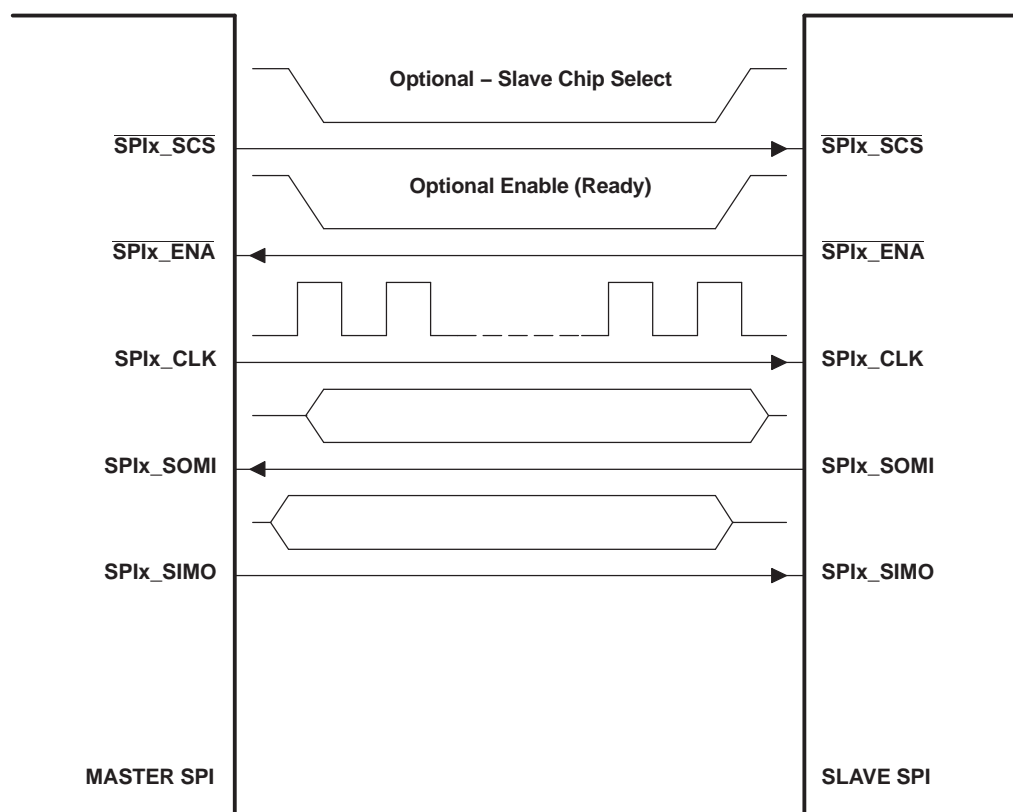 Optional – Slave Chip Select
SPIx_SCS
SPIx_SCS
Optional Enable (Ready)
SPIx_ENA
SPIx_ENA
SPIx_CLK
SPIx_CLK
SPIx_SOMI
SPIx_SOMI
SPIx_SIMO
SPIx_SIMO
MASTER SPI
SLAVE SPI